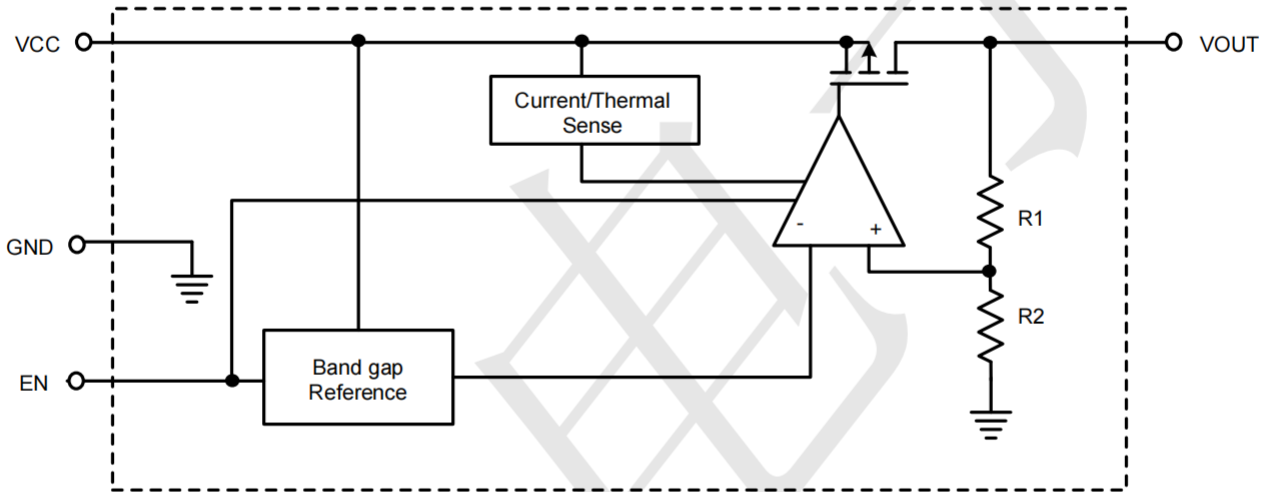 VCC
VOUT
Current/Thermal
Sense
-
+
R1
GND
R2
Band gap
Reference
EN